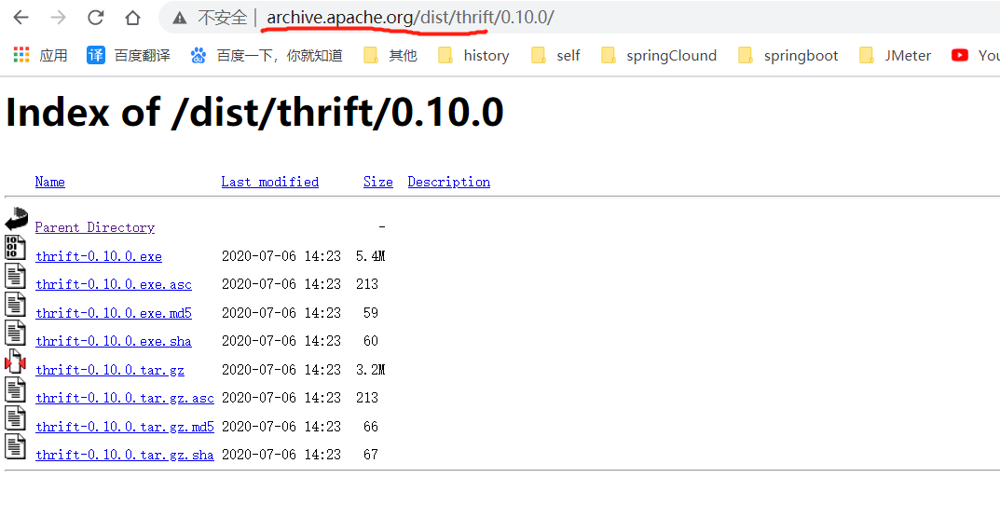 不安全 | archive.apache.org/dist/thrift/0.10.0/
应用 译 百度翻译 百度一下，你就知道 其他 history self springClound springboot JMeter You
Index of /dist/thrift/0.10.0
Name Last modified Size Description
Parent Directory -
thrift-0.10.0.exe 2020-07-06 14:23 5.4M
thrift-0.10.0.exe.asc 2020-07-06 14:23 213
thrift-0.10.0.exe.md5 2020-07-06 14:23 59
thrift-0.10.0.exe.sha 2020-07-06 14:23 60
thrift-0.10.0.tar.gz 2020-07-06 14:23 3.2M
thrift-0.10.0.tar.gz.asc 2020-07-06 14:23 213
thrift-0.10.0.tar.gz.md5 2020-07-06 14:23 66
thrift-0.10.0.tar.gz.sha 2020-07-06 14:23 67